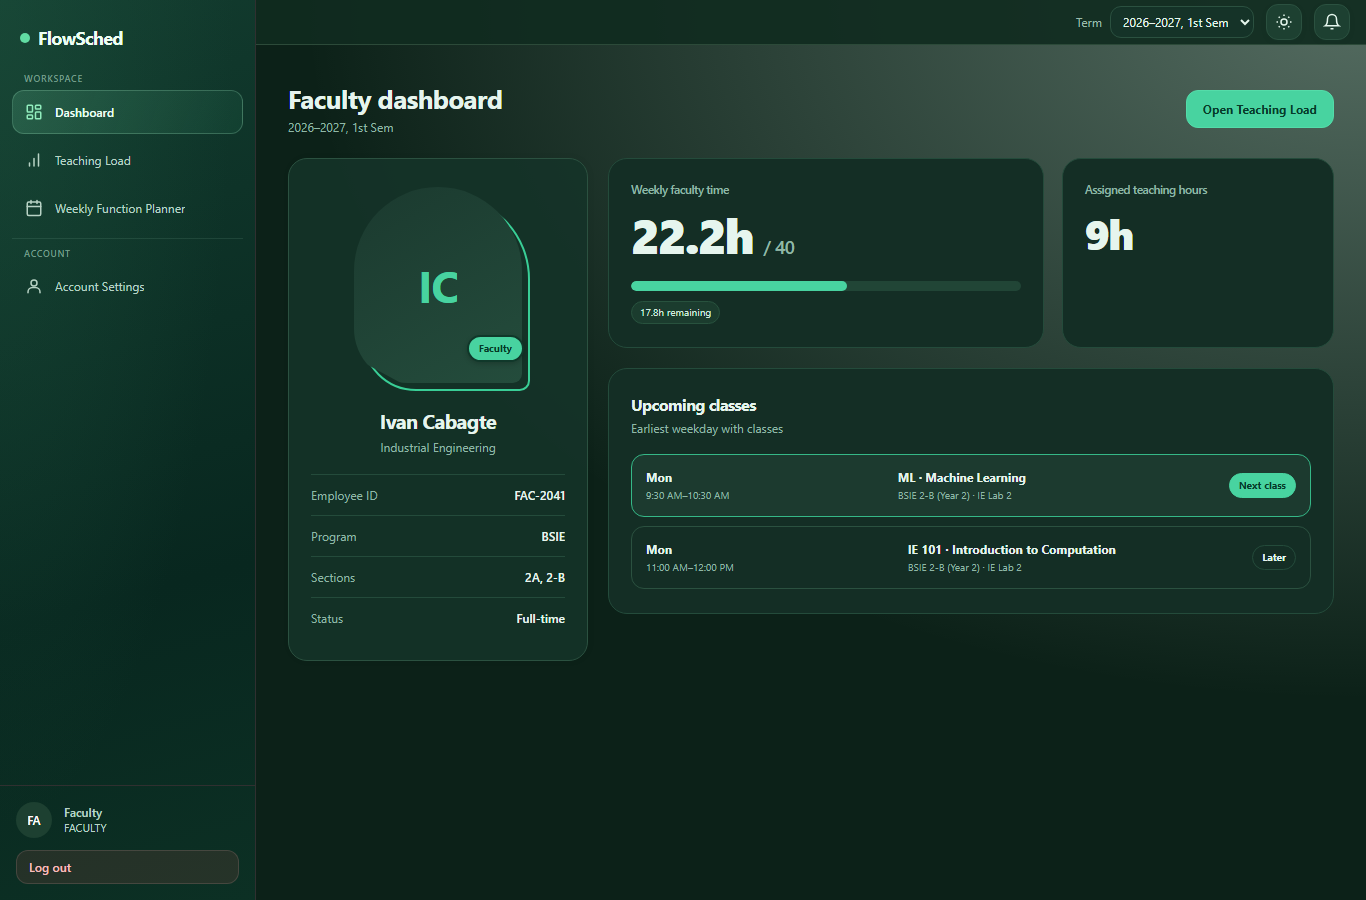 FlowSched
WORKSPACE
Dashboard
Teaching Load
Weekly Function Planner
ACCOUNT
Account Settings
FA
Faculty
FACULTY
Log out
Term
2026–2027, 1st Sem
Faculty dashboard
2026–2027, 1st Sem
Open Teaching Load
IC
Faculty
Ivan Cabagte
Industrial Engineering
Employee ID FAC-2041
Program BSIE
Sections 2A, 2-B
Status Full-time
Weekly faculty time
22.2h / 40
17.8h remaining
Assigned teaching hours
9h
Upcoming classes
Earliest weekday with classes
Mon ML · Machine Learning
9:30 AM–10:30 AM BSIE 2-B (Year 2) · IE Lab 2
Next class
Mon IE 101 · Introduction to Computation
11:00 AM–12:00 PM BSIE 2-B (Year 2) · IE Lab 2
Later